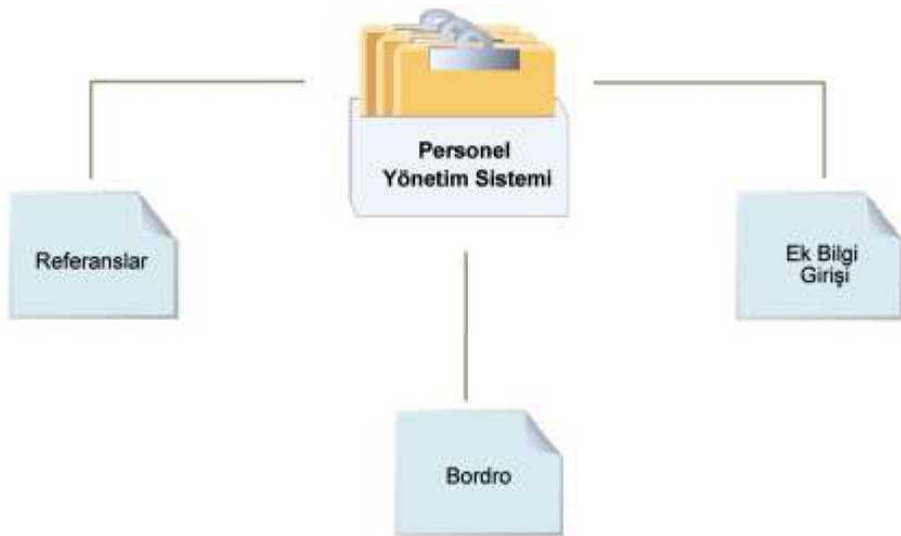 Personel
Yönetim Sistemi
Referanslar
Ek Bilgi
Girişi
Bordro